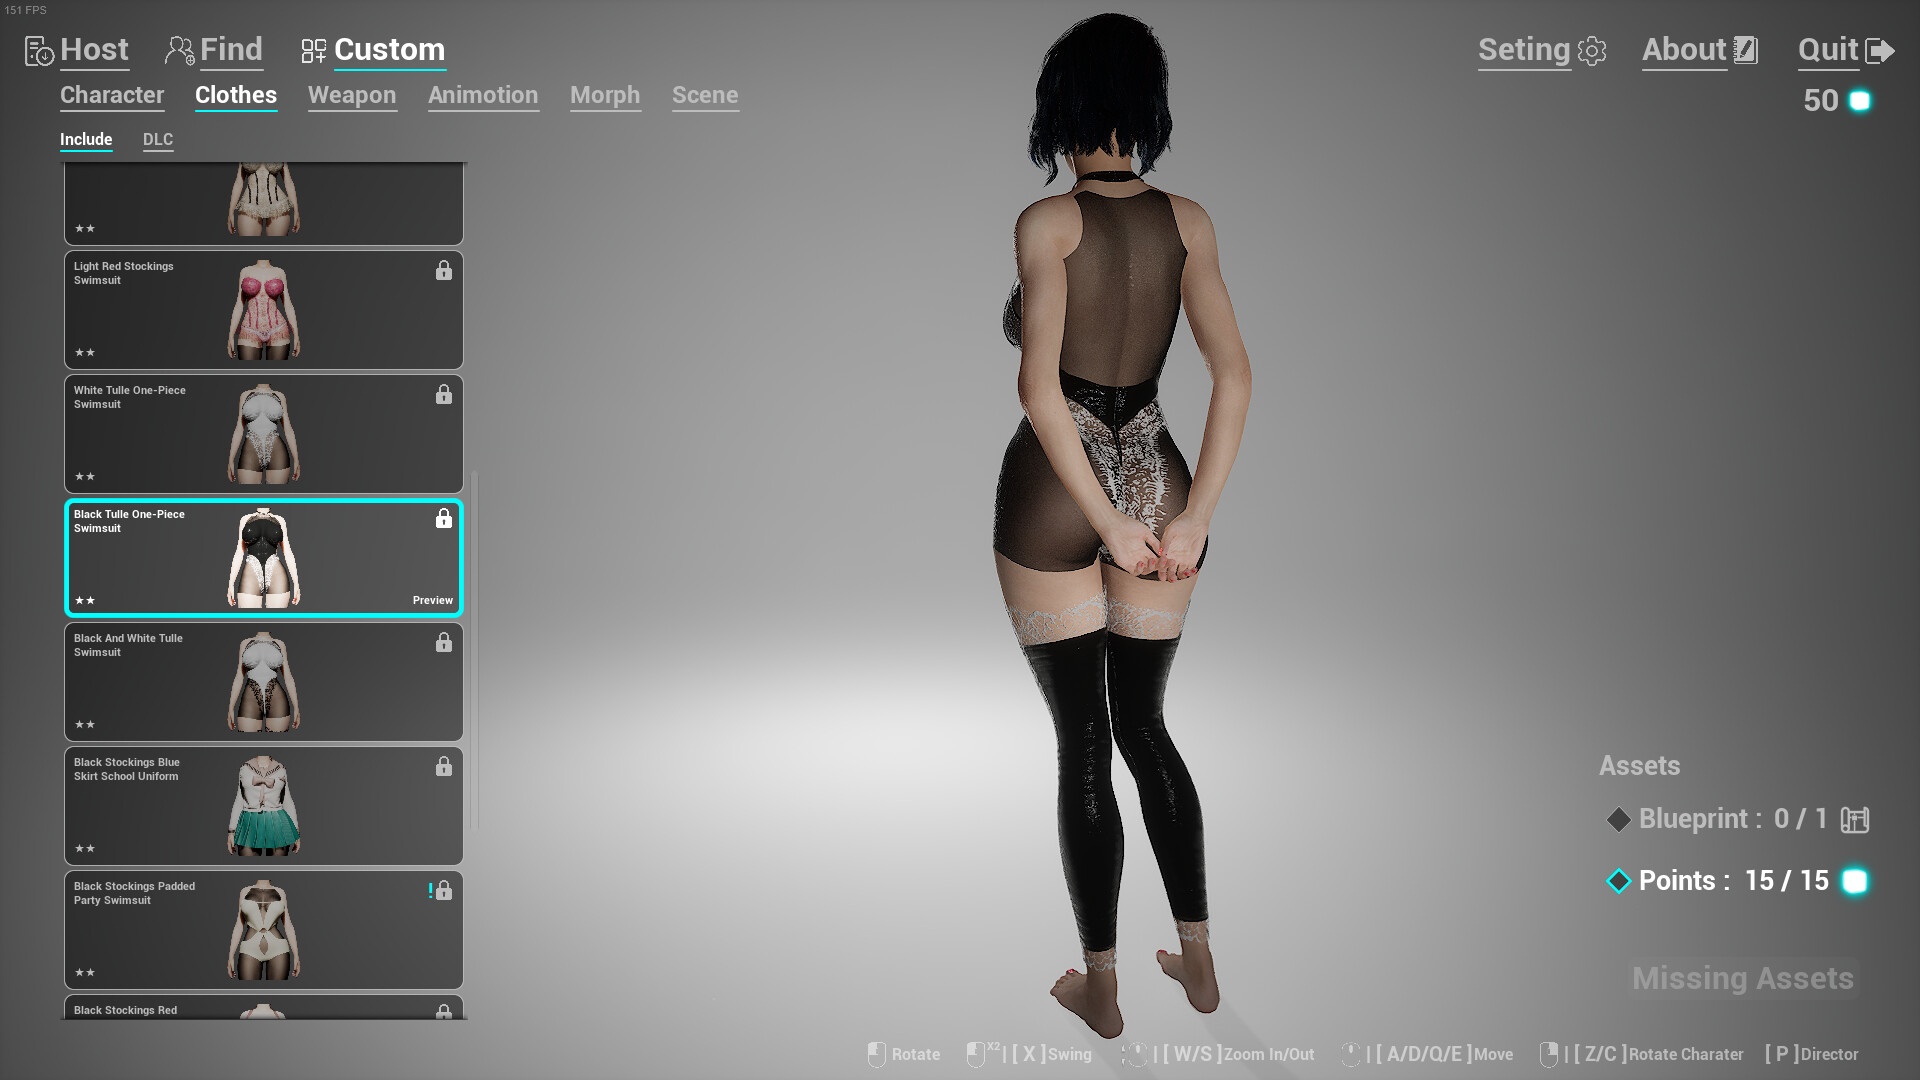 151 FPS
Host
Find
Custom
Seting
About
Quit
50
Character
Clothes
Weapon
Animotion
Morph
Scene
Include
DLC
★★
Light Red Stockings
Swimsuit
★★
White Tulle One-Piece
Swimsuit
★★
Black Tulle One-Piece
Swimsuit
★★
Preview
Black And White Tulle
Swimsuit
★★
Black Stockings Blue
Skirt School Uniform
★★
Black Stockings Padded
Party Swimsuit
!
★★
Black Stockings Red
Assets
Blueprint : 0 / 1
Points : 15 / 15
Missing Assets
Rotate
X2 | [ X ]Swing
| [ W/S ]Zoom In/Out
| [ A/D/Q/E ]Move
| [ Z/C ]Rotate Charater
[ P ]Director